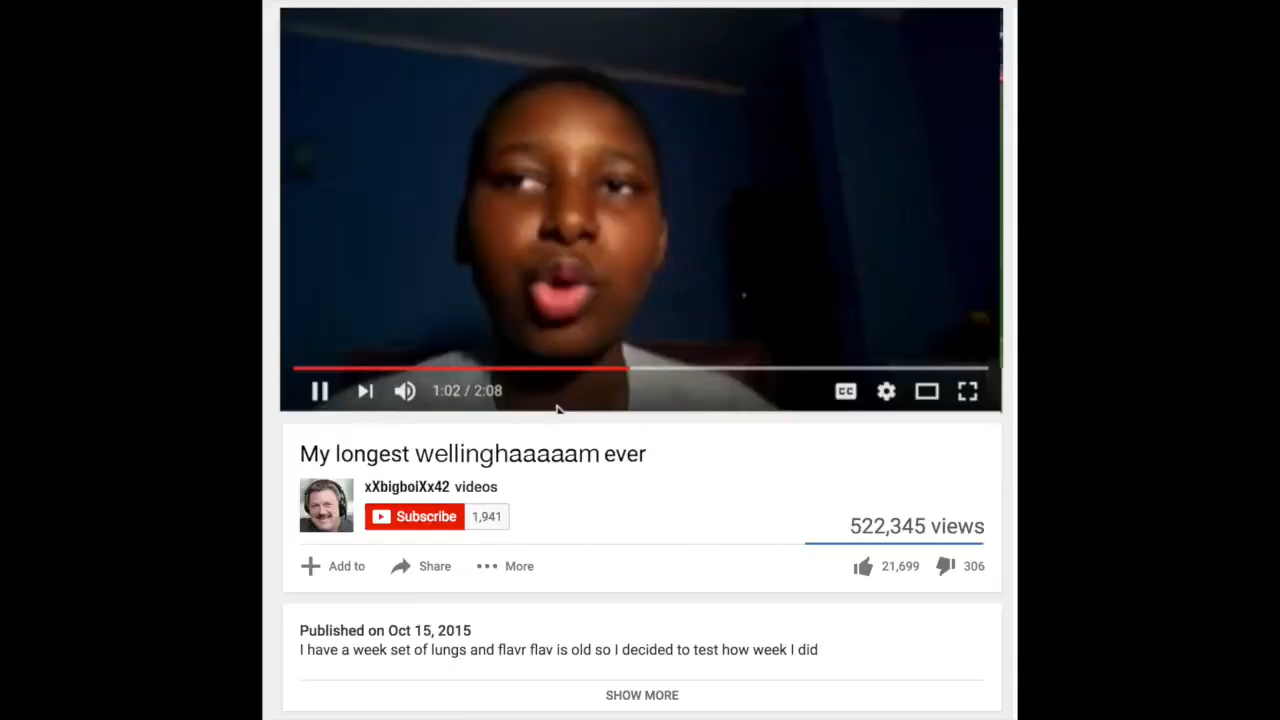 1:02 / 2:08
CC
My longest wellinghaaaaam ever
xXbigboiXx42 videos
Subscribe 1,941
522,345 views
Add to Share More
21,699 306
Published on Oct 15, 2015
I have a week set of lungs and flavr flav is old so I decided to test how week I did
SHOW MORE